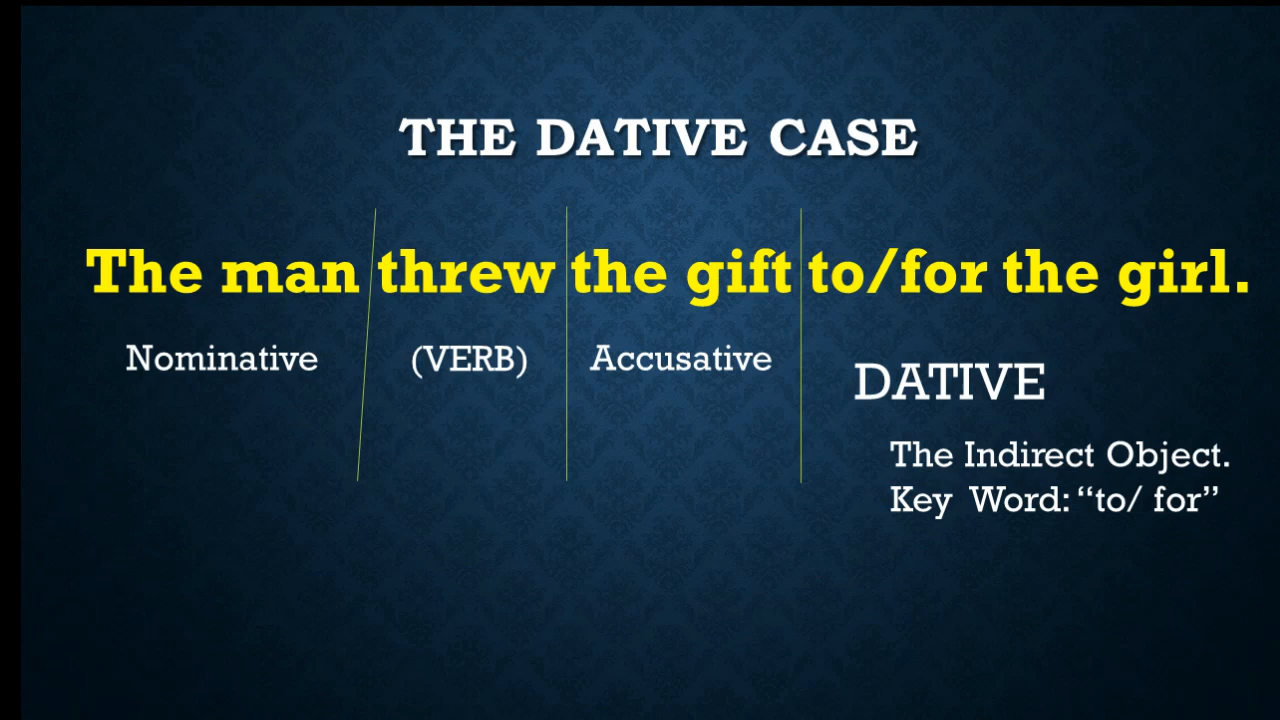 THE DATIVE CASE
The man threw the gift to/for the girl.
Nominative (VERB) Accusative
DATIVE
The Indirect Object.
Key Word: “to/ for”